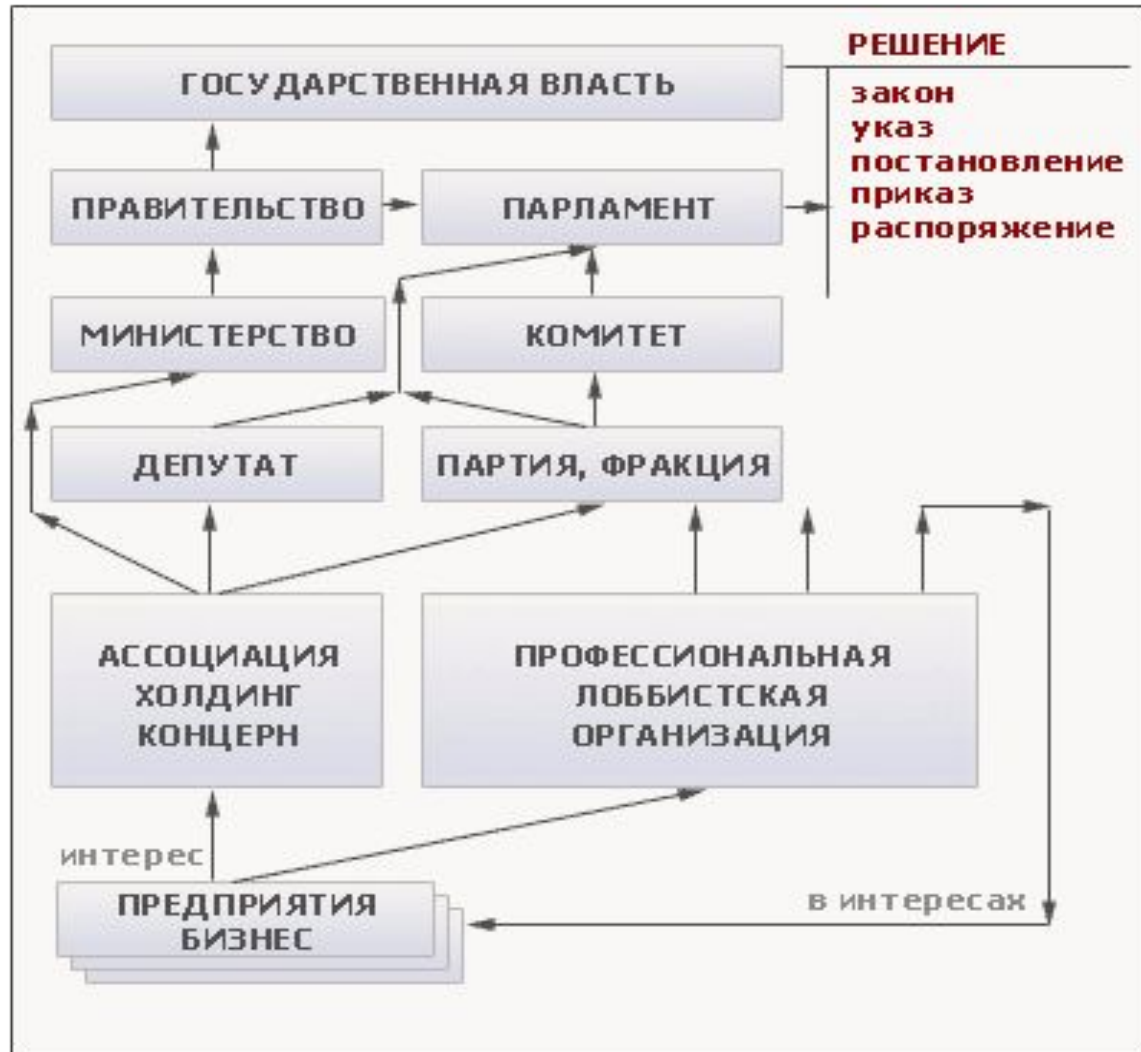 РЕШЕНИЕ
ГОСУДАРСТВЕННАЯ ВЛАСТЬ
закон
указ
постановление
приказ
распоряжение
ПРАВИТЕЛЬСТВО
ПАРЛАМЕНТ
МИНИСТЕРСТВО
КОМИТЕТ
ДЕПУТАТ
ПАРТИЯ, ФРАКЦИЯ
АССОЦИАЦИЯ
ХОЛДИНГ
КОНЦЕРН
ПРОФЕССИОНАЛЬНАЯ
ЛОББИСТСКАЯ
ОРГАНИЗАЦИЯ
интерес
ПРЕДПРИЯТИЯ
БИЗНЕС
в интересах